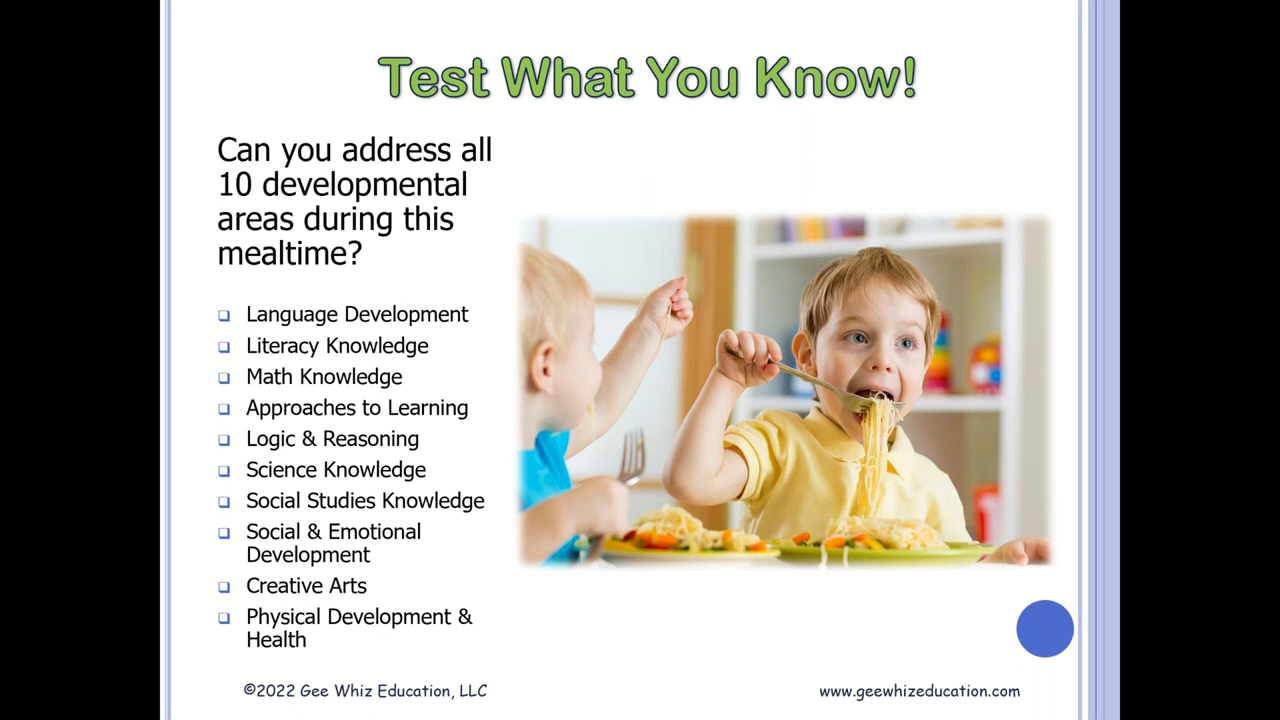 Test What You Know!
Can you address all
10 developmental
areas during this
mealtime?
Language Development
Literacy Knowledge
Math Knowledge
Approaches to Learning
Logic & Reasoning
Science Knowledge
Social Studies Knowledge
Social & Emotional
Development
Creative Arts
Physical Development &
Health
©2022 Gee Whiz Education, LLC
www.geewhizeducation.com